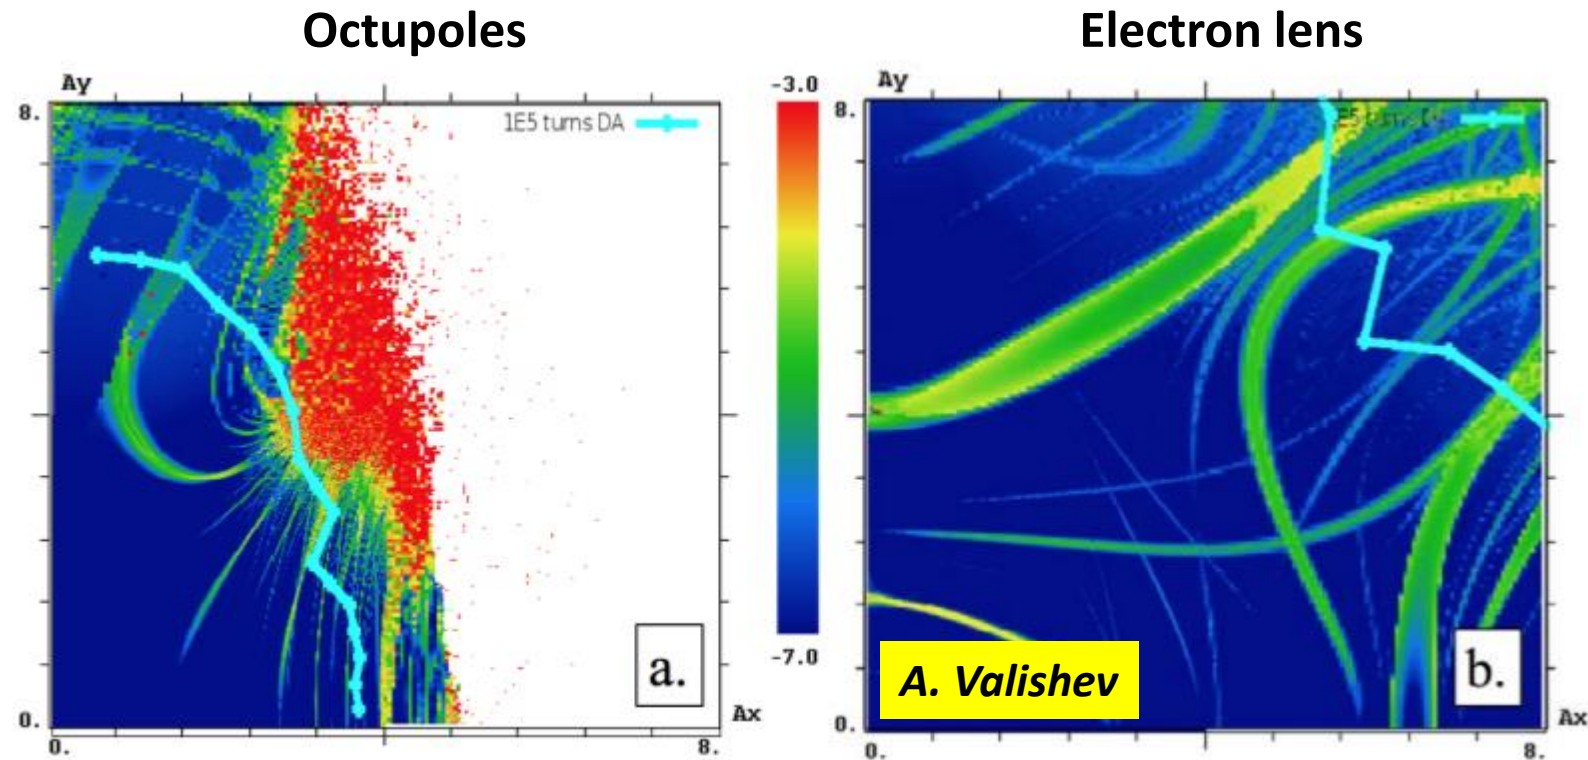 Octupoles
Electron lens
Ay
8.
1E5 turns DA
-3.0
-7.0
a.
0.
Ax
0.
8.
Ay
8.
A. Valishev
b.
0.
Ax
0.
8.